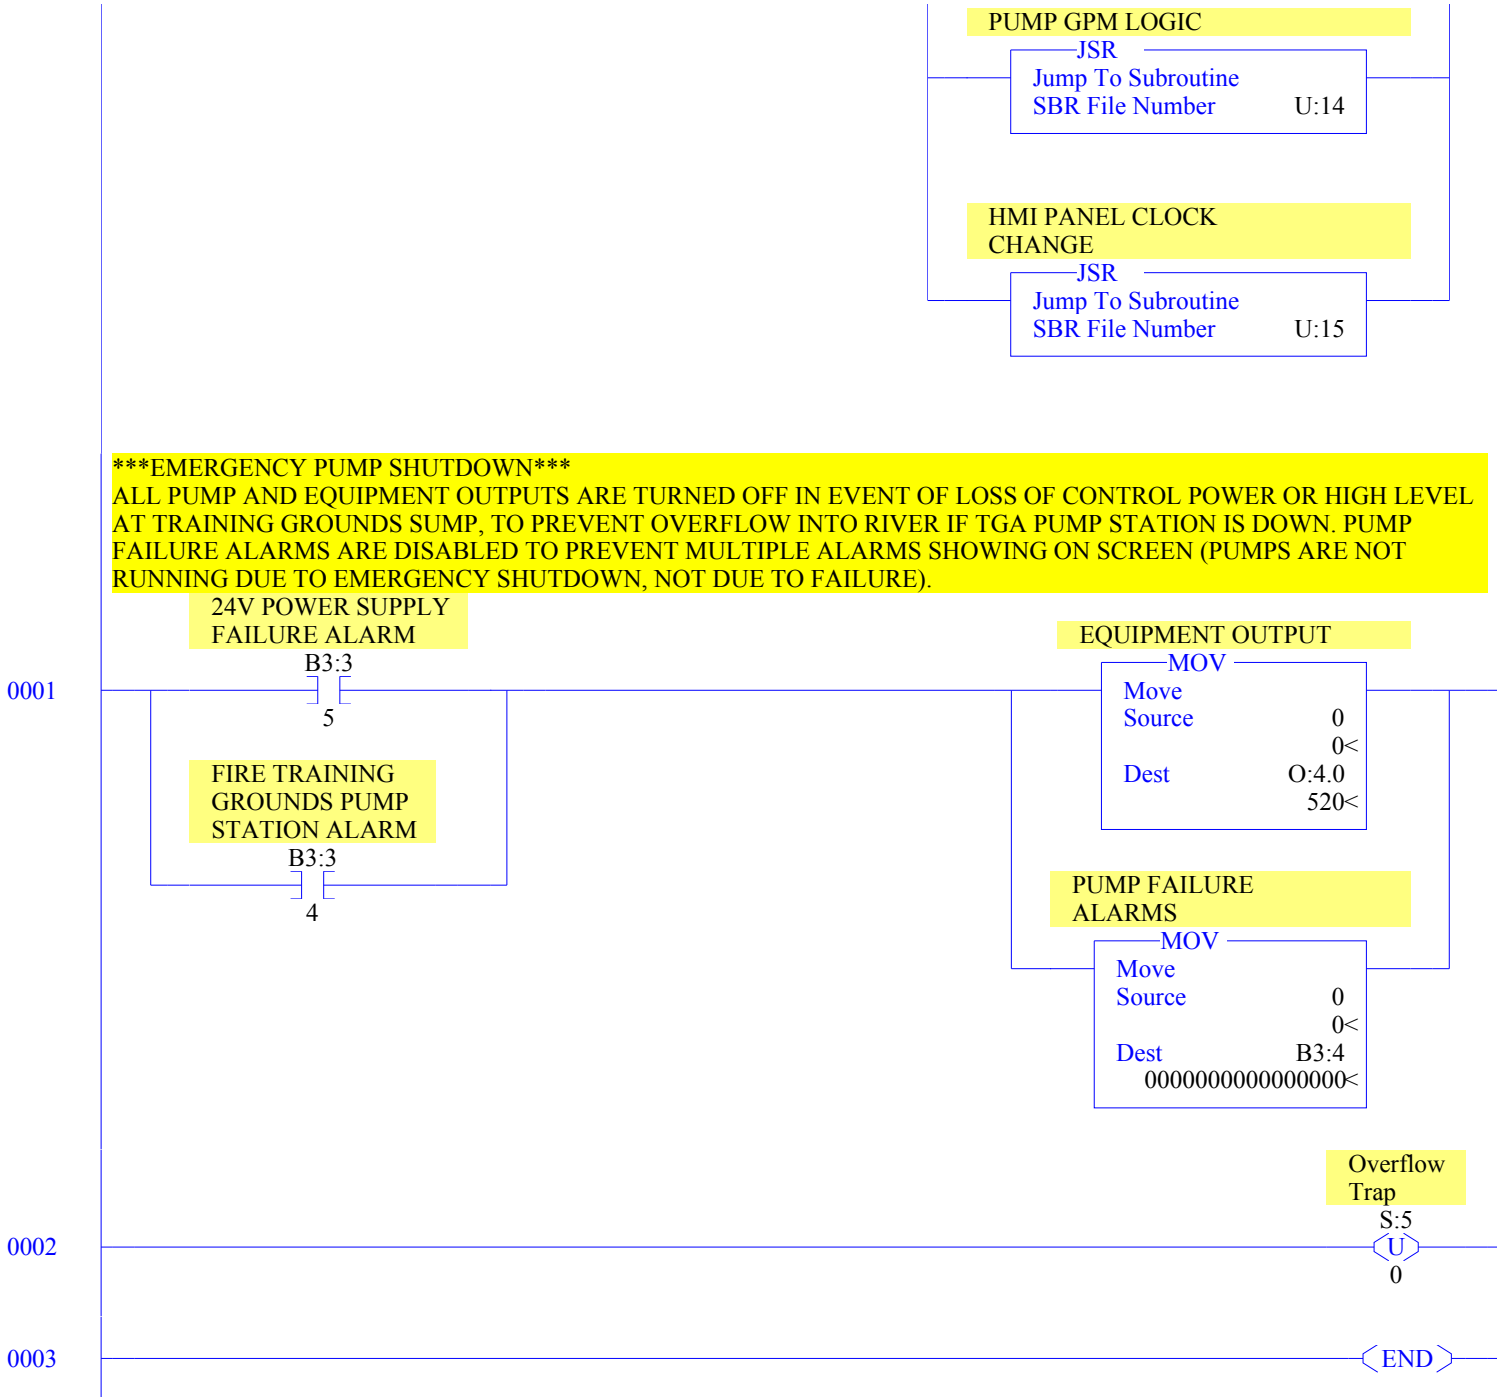 PUMP GPM LOGIC
JSR
Jump To Subroutine
SBR File Number U:14
HMI PANEL CLOCK
CHANGE
JSR
Jump To Subroutine
SBR File Number U:15
***EMERGENCY PUMP SHUTDOWN***
ALL PUMP AND EQUIPMENT OUTPUTS ARE TURNED OFF IN EVENT OF LOSS OF CONTROL POWER OR HIGH LEVEL
AT TRAINING GROUNDS SUMP, TO PREVENT OVERFLOW INTO RIVER IF TGA PUMP STATION IS DOWN. PUMP
FAILURE ALARMS ARE DISABLED TO PREVENT MULTIPLE ALARMS SHOWING ON SCREEN (PUMPS ARE NOT
RUNNING DUE TO EMERGENCY SHUTDOWN, NOT DUE TO FAILURE).
0001
24V POWER SUPPLY
FAILURE ALARM
B3:3
5
FIRE TRAINING
GROUNDS PUMP
STATION ALARM
B3:3
4
EQUIPMENT OUTPUT
MOV
Move
Source 0
0<
Dest O:4.0
520<
PUMP FAILURE
ALARMS
MOV
Move
Source 0
0<
Dest B3:4
0000000000000000<
0002
Overflow
Trap
S:5
U
0
0003
END